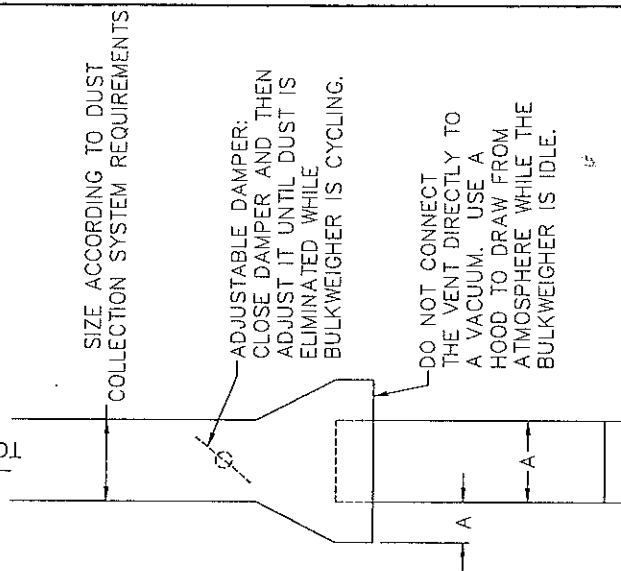 TO
SIZE ACCORDING TO DUST
COLLECTION SYSTEM REQUIREMENTS
ADJUSTABLE DAMPER:
CLOSE DAMPER AND THEN
ADJUST IT UNTIL DUST IS
ELIMINATED WHILE
BULKWEIGHER IS CYCLING.
DO NOT CONNECT
THE VENT DIRECTLY TO
A VACUUM. USE A
HOOD TO DRAW FROM
ATMOSPHERE WHILE THE
BULKWEIGHER IS IDLE.
A
A